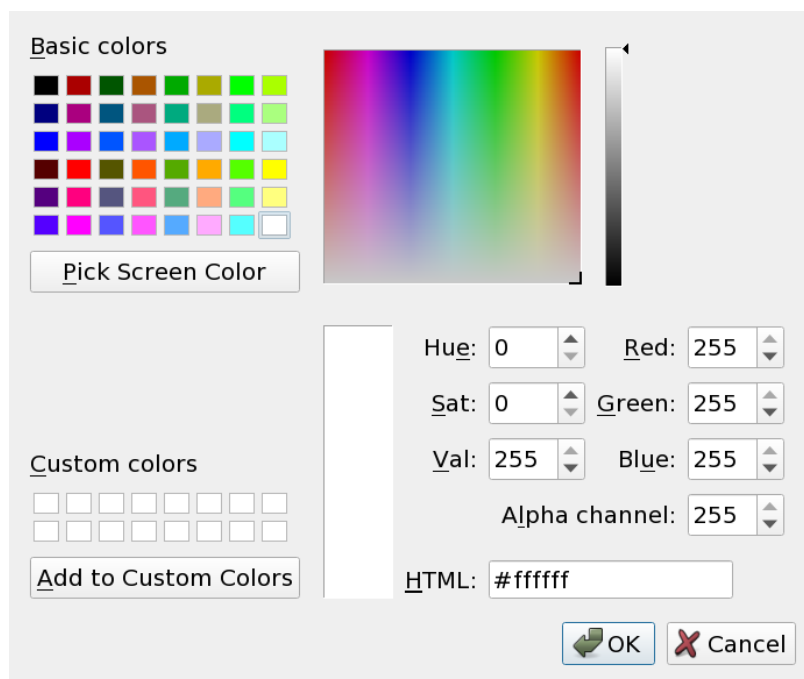 Basic colors
Pick Screen Color
Hue: 0 Red: 255
Sat: 0 Green: 255
Val: 255 Blue: 255
Custom colors
Alpha channel: 255
Add to Custom Colors
HTML: #ffffff
OK Cancel